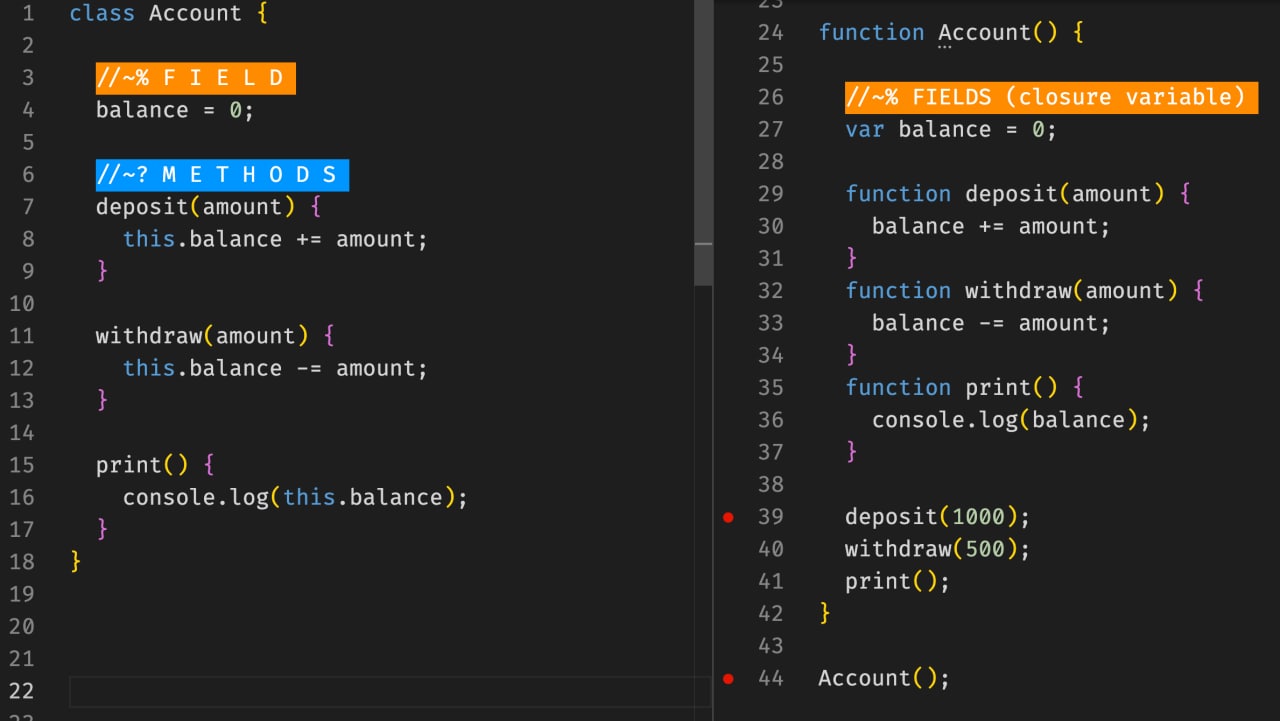 1 class Account {
2
3 //~% F I E L D
4 balance = 0;
5
6 //~? M E T H O D S
7 deposit(amount) {
8 this.balance += amount;
9 }
10
11 withdraw(amount) {
12 this.balance -= amount;
13 }
14
15 print() {
16 console.log(this.balance);
17 }
18 }
19
20
21
22
23
23
24 function Account() {
25
26 //~% FIELDS (closure variable)
27 var balance = 0;
28
29 function deposit(amount) {
30 balance += amount;
31 }
32 function withdraw(amount) {
33 balance -= amount;
34 }
35 function print() {
36 console.log(balance);
37 }
38
39 deposit(1000);
40 withdraw(500);
41 print();
42 }
43
44 Account();